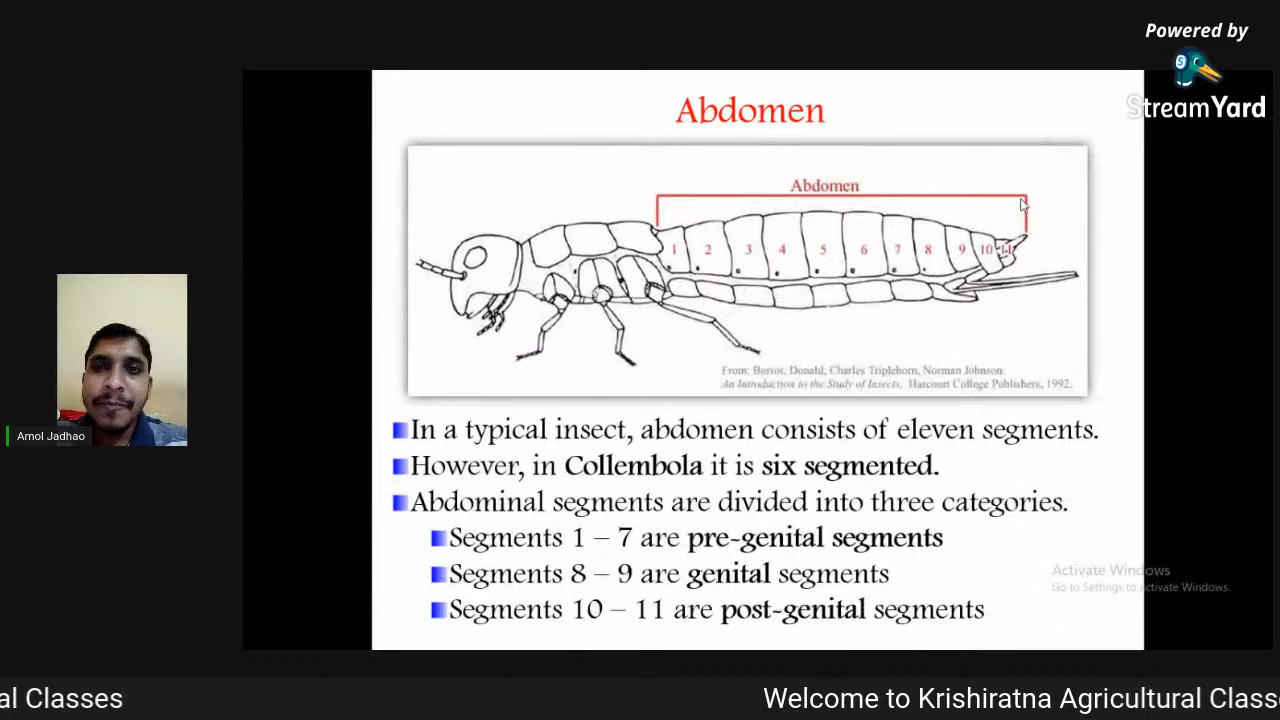 Powered by
StreamYard
Abdomen
Abdomen
1 2 3 4 5 6 7 8 9 10 11
From: Borror, Donald; Charles Triplehorn, Norman Johnson.
An Introduction to the Study of Insects, Harcourt College Publishers, 1992.
In a typical insect, abdomen consists of eleven segments.
However, in Collembola it is six segmented.
Abdominal segments are divided into three categories.
Segments 1 – 7 are pre-genital segments
Segments 8 – 9 are genital segments
Segments 10 – 11 are post-genital segments
Amol Jadhao
Activate Windows
Go to Settings to activate Windows.
al Classes
Welcome to Krishiratna Agricultural Class